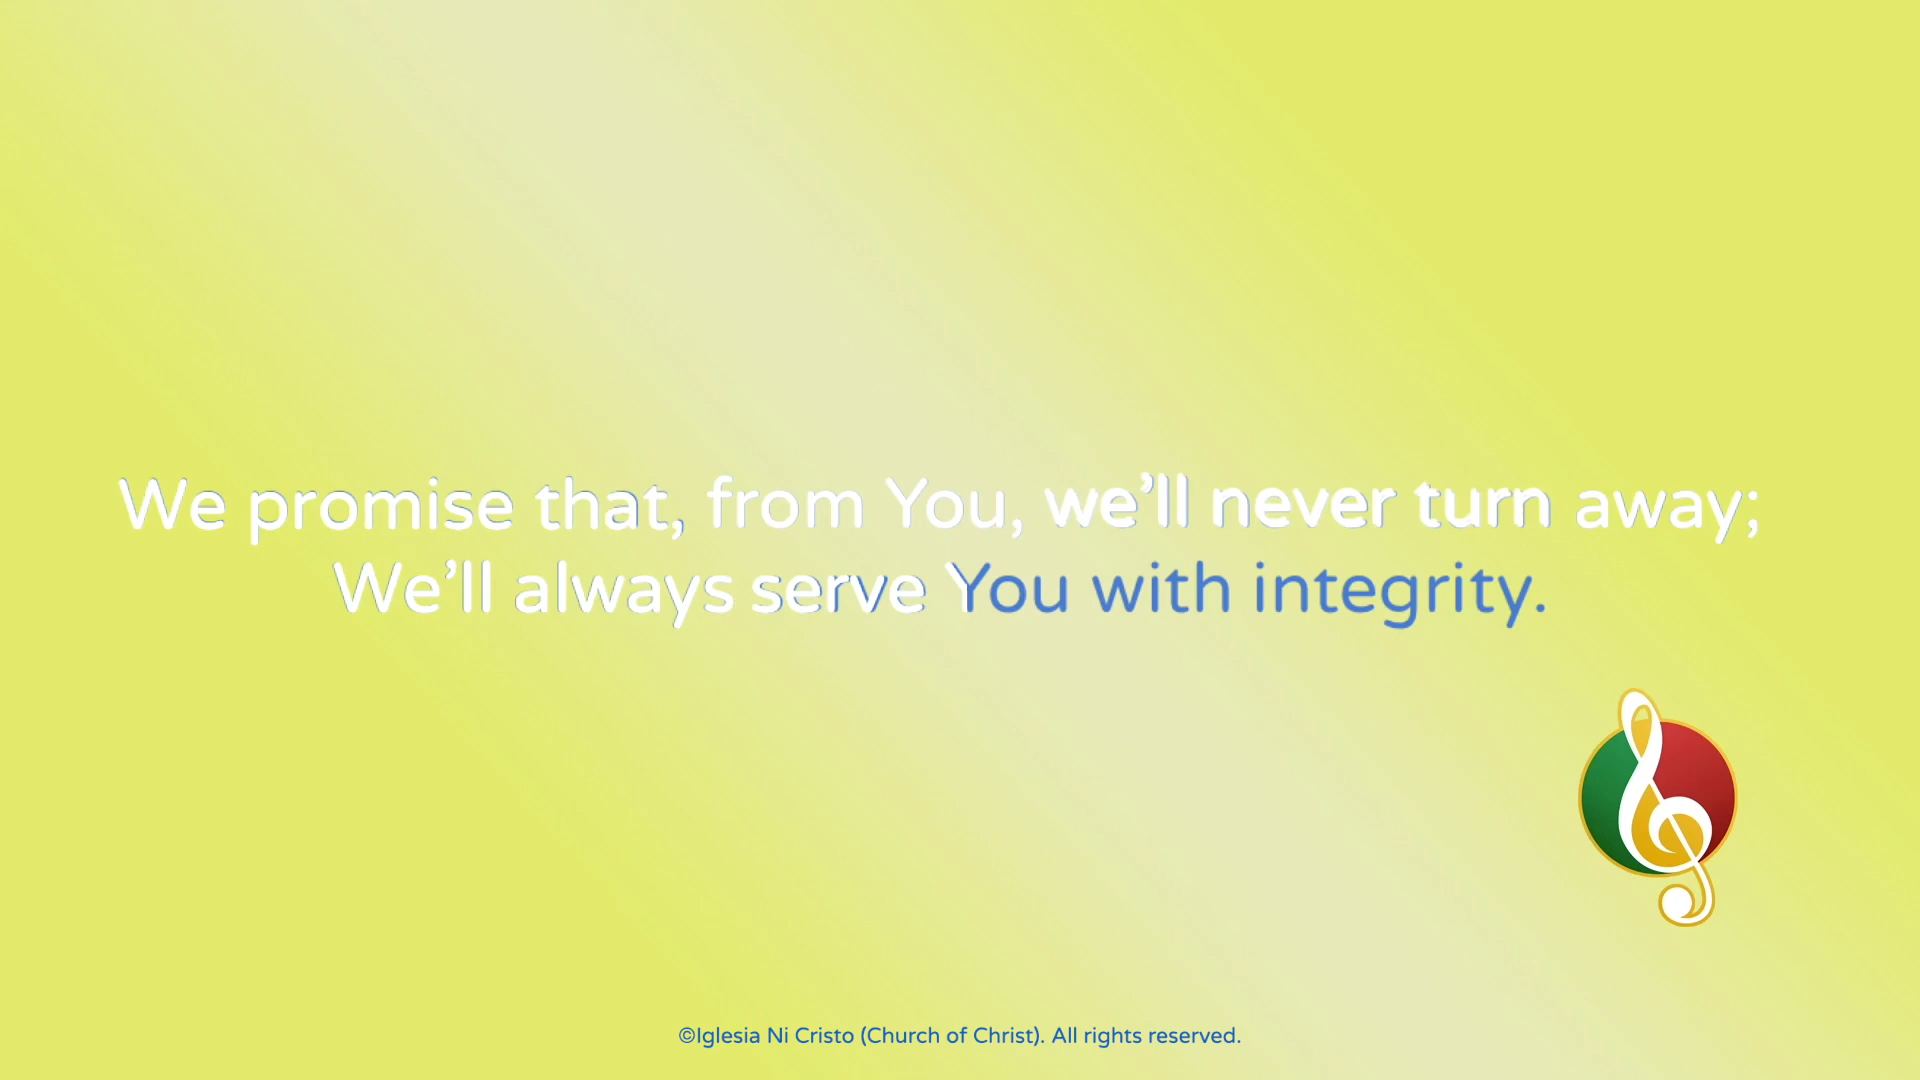 We promise that, from You, we’ll never turn away;
We’ll always serve You with integrity.
©Iglesia Ni Cristo (Church of Christ). All rights reserved.